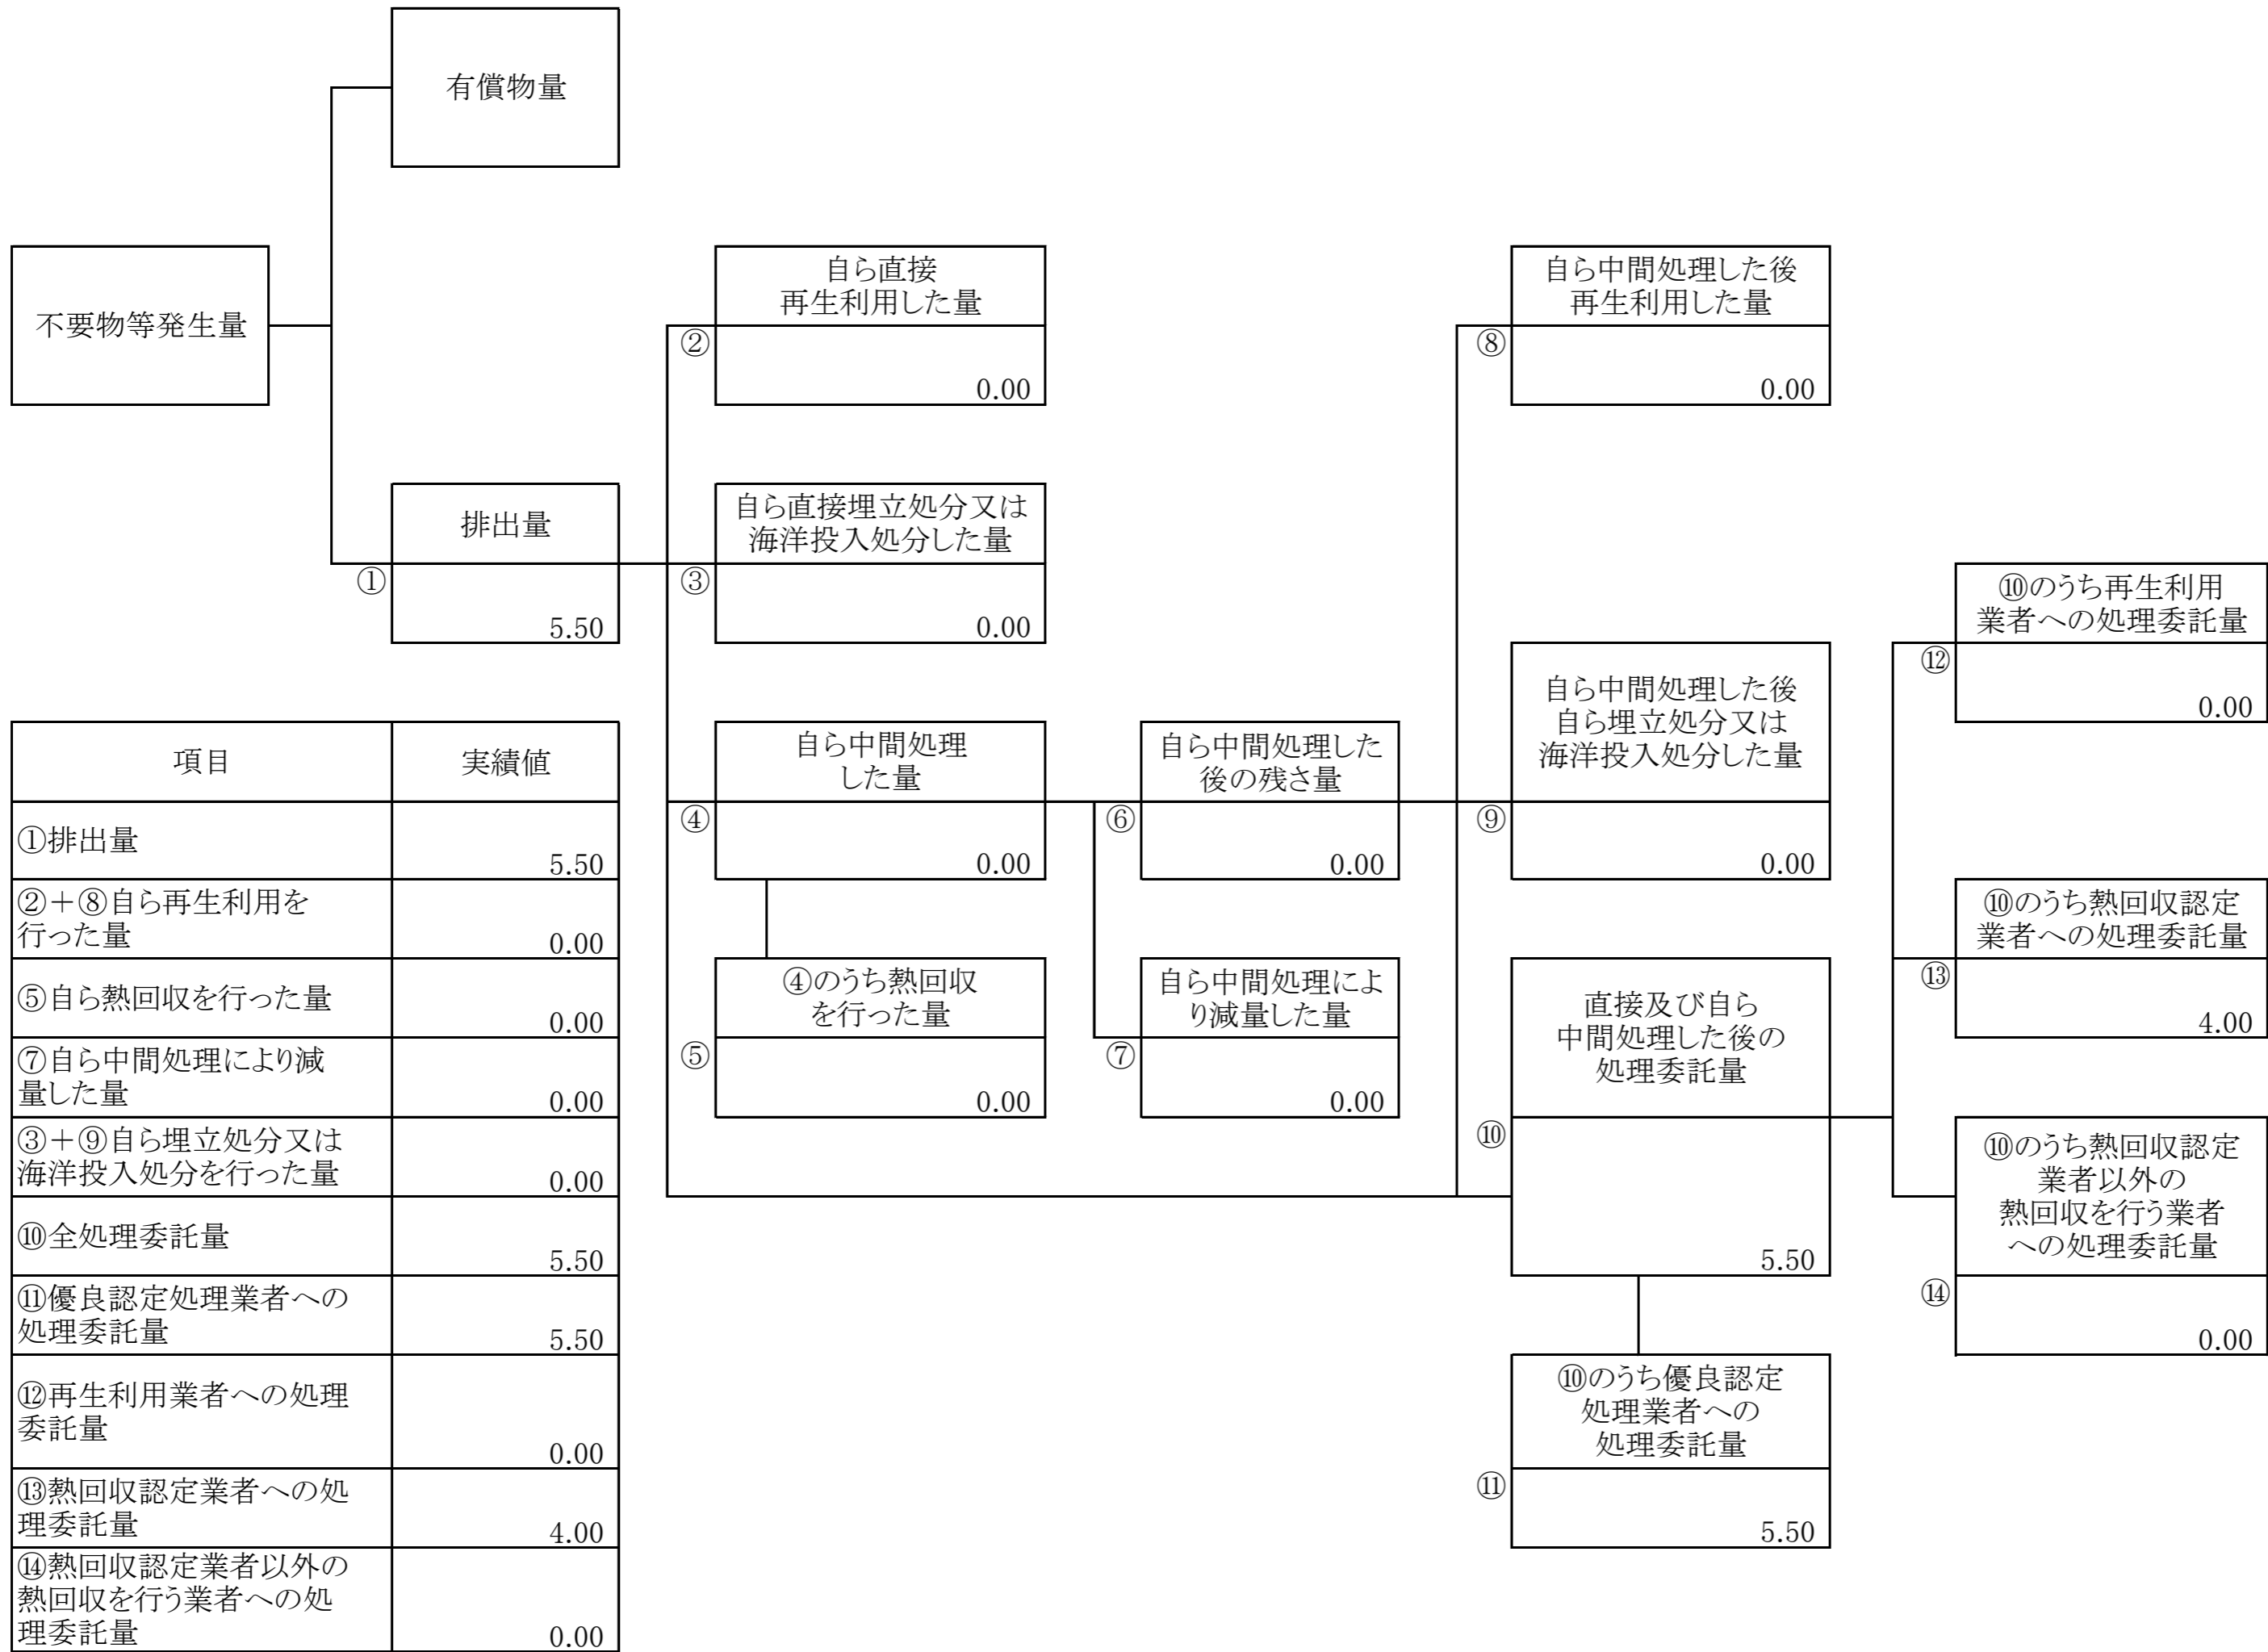 有償物量
不要物等発生量
自ら直接
再生利用した量
②
0.00
自ら中間処理した後
再生利用した量
⑧
0.00
排出量
①
5.50
自ら直接埋立処分又は
海洋投入処分した量
③
0.00
⑩のうち再生利用
業者への処理委託量
⑫
0.00
自ら中間処理
した量
④
0.00
自ら中間処理した
後の残さ量
⑥
0.00
自ら中間処理した後
自ら埋立処分又は
海洋投入処分した量
⑨
0.00
④のうち熱回収
を行った量
⑤
0.00
自ら中間処理によ
り減量した量
⑦
0.00
直接及び自ら
中間処理した後の
処理委託量
⑩
5.50
⑩のうち熱回収認定
業者への処理委託量
⑬
4.00
⑩のうち熱回収認定
業者以外の
熱回収を行う業者
への処理委託量
⑭
0.00
⑩のうち優良認定
処理業者への
処理委託量
⑪
5.50
項目 実績値
①排出量
5.50
②＋⑧自ら再生利用を
行った量
0.00
⑤自ら熱回収を行った量
0.00
⑦自ら中間処理により減
量した量
0.00
③＋⑨自ら埋立処分又は
海洋投入処分を行った量
0.00
⑩全処理委託量
5.50
⑪優良認定処理業者への
処理委託量
5.50
⑫再生利用業者への処理
委託量
0.00
⑬熱回収認定業者への処
理委託量
4.00
⑭熱回収認定業者以外の
熱回収を行う業者への処
理委託量
0.00